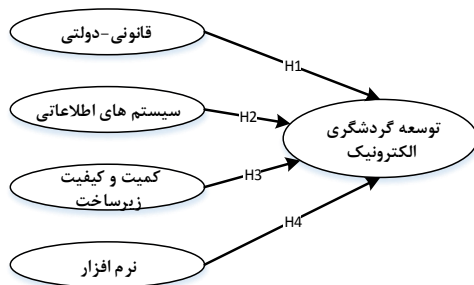 قانونی-دولتی
H1
سیستم های اطلاعاتی
H2
توسعه گردشگری
الکترونیک
کمیت و کیفیت
زیرساخت
H3
H4
نرم افزار